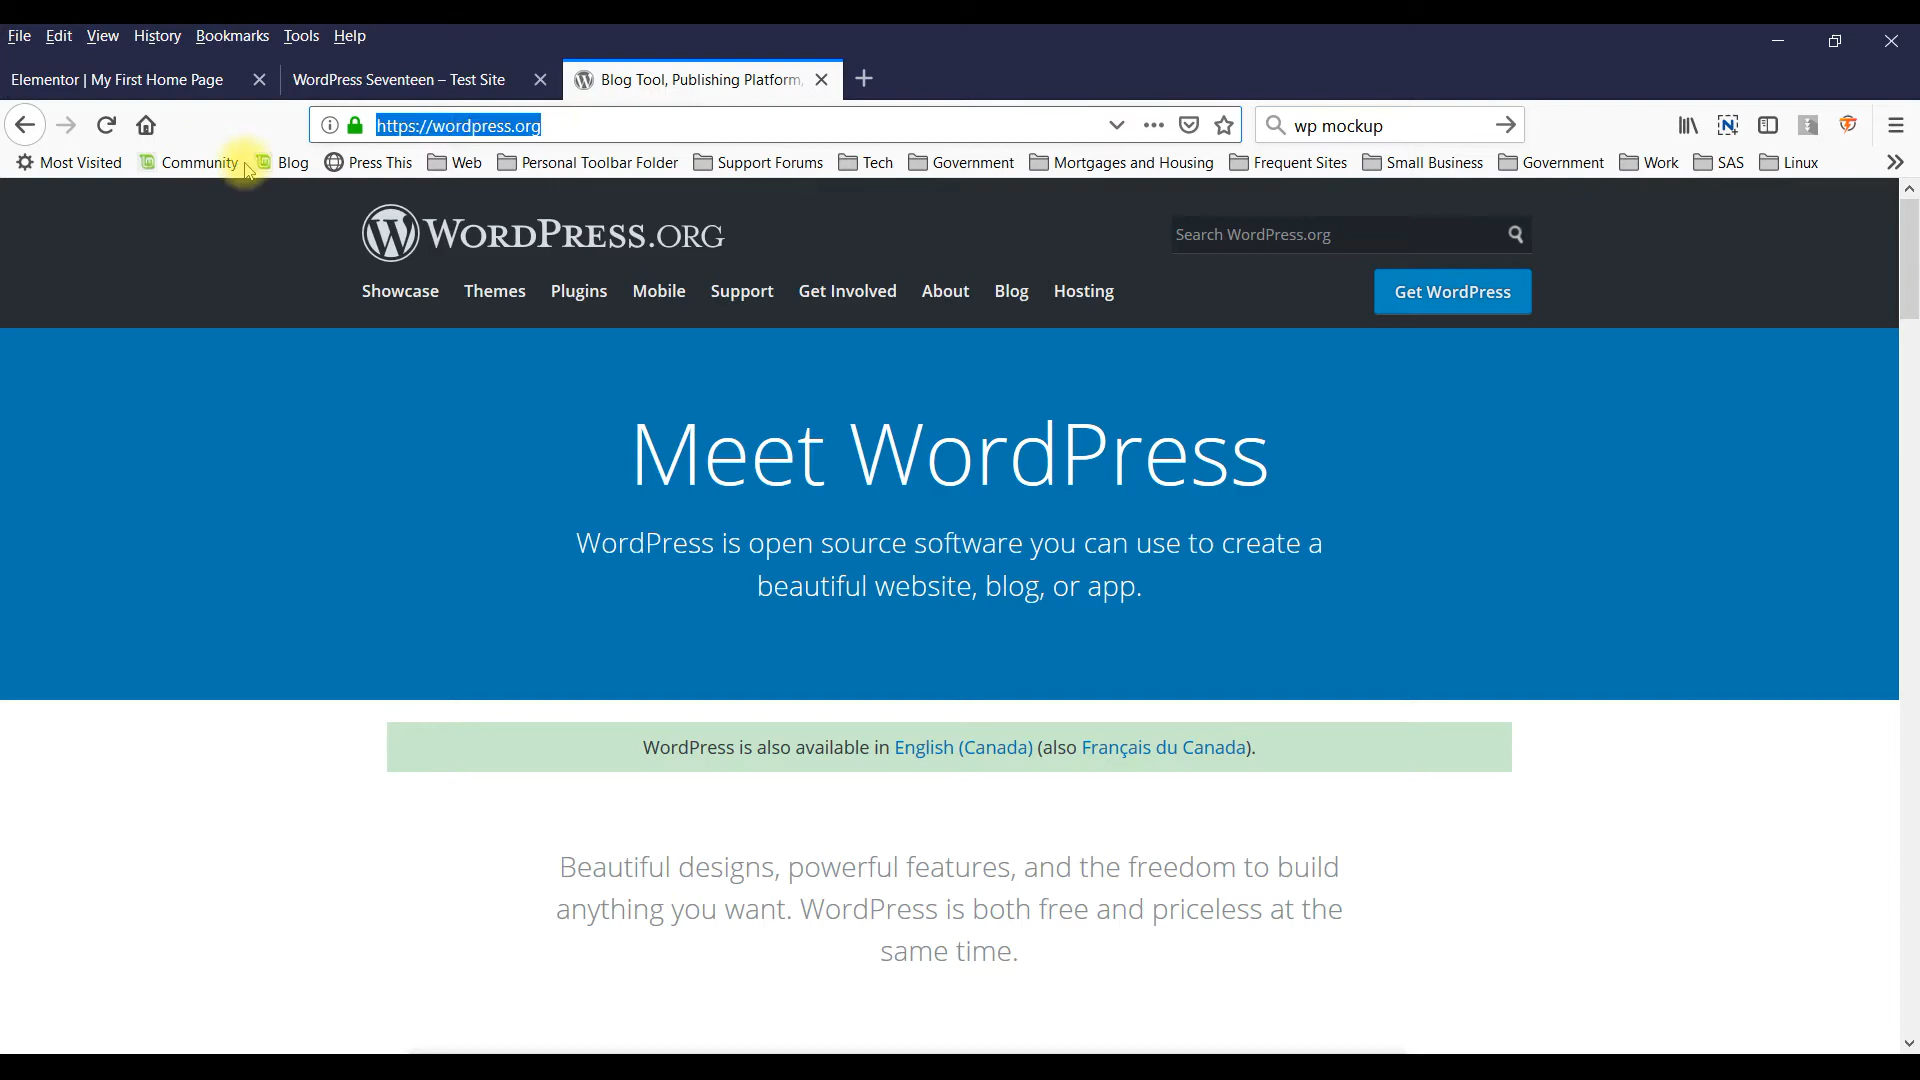 File Edit View History Bookmarks Tools Help
Elementor | My First Home Page WordPress Seventeen – Test Site Blog Tool, Publishing Platform,
https://wordpress.org wp mockup
Most Visited Community Blog Press This Web Personal Toolbar Folder Support Forums Tech Government Mortgages and Housing Frequent Sites Small Business Government Work SAS Linux
WORDPRESS.ORG Search WordPress.org
Showcase Themes Plugins Mobile Support Get Involved About Blog Hosting Get WordPress
Meet WordPress
WordPress is open source software you can use to create a
beautiful website, blog, or app.
WordPress is also available in English (Canada) (also Français du Canada).
Beautiful designs, powerful features, and the freedom to build
anything you want. WordPress is both free and priceless at the
same time.